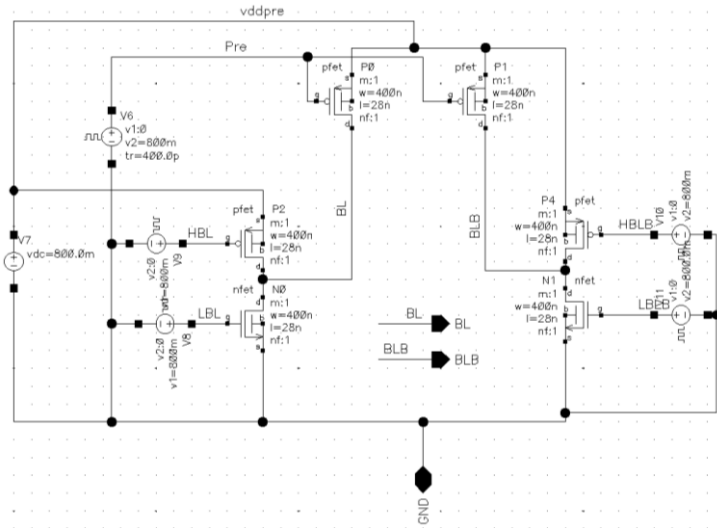 vddpre
Pre
pfet
P0
s
m:1
w=400n
l=28n
nf:1
g
b
d
pfet
P1
s
m:1
w=400n
l=28n
nf:1
g
b
d
V6
v1:0
v2=800m
tr=400.0p
BL
BLB
V7
vdc=800.0m
pfet
P2
s
m:1
w=400n
l=28n
nf:1
g
b
d
HBL
V9
v2:0
LBL
V8
v2:0
v1=800m
nfet
N0
d
m:1
w=400n
l=28n
nf:1
g
b
s
BL
BL
BLB
BLB
P4
pfet
s
m:1
w=400n
l=28n
nf:1
g
b
d
HBLB
V10
v1:0
v2=800m
N1
nfet
d
m:1
w=400n
l=28n
nf:1
g
b
s
v1:0
GND